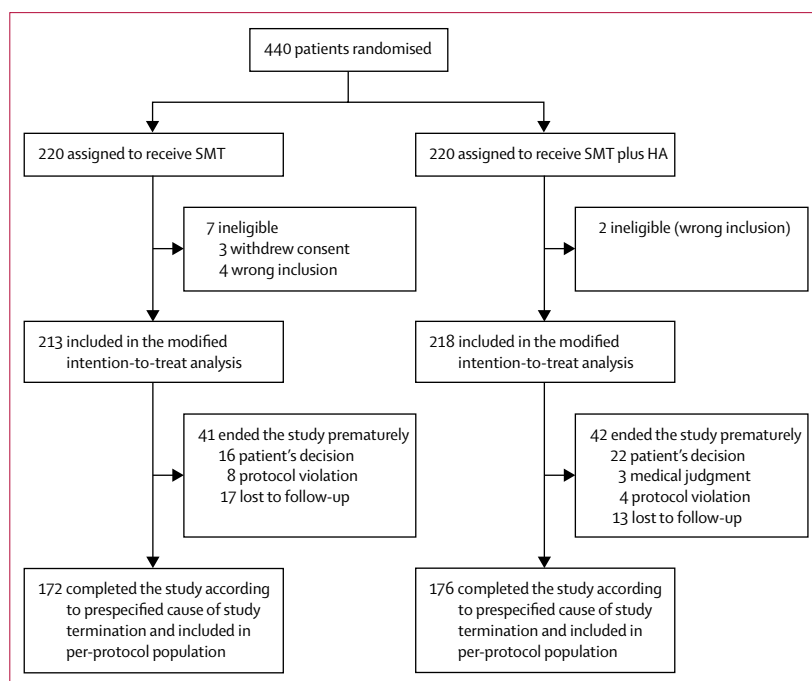 440 patients randomised
220 assigned to receive SMT
220 assigned to receive SMT plus HA
7 ineligible
3 withdrew consent
4 wrong inclusion
2 ineligible (wrong inclusion)
213 included in the modified
intention-to-treat analysis
218 included in the modified
intention-to-treat analysis
41 ended the study prematurely
16 patient's decision
8 protocol violation
17 lost to follow-up
42 ended the study prematurely
22 patient's decision
3 medical judgment
4 protocol violation
13 lost to follow-up
172 completed the study according
to prespecified cause of study
termination and included in
per-protocol population
176 completed the study according
to prespecified cause of study
termination and included in
per-protocol population